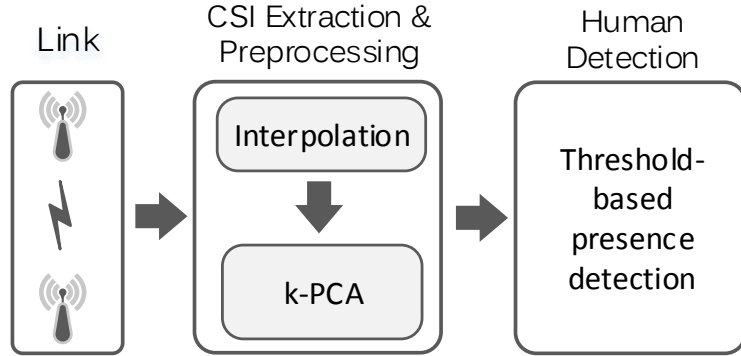 Link
CSI Extraction &
Preprocessing
Interpolation
k-PCA
Human
Detection
Threshold-
based
presence
detection